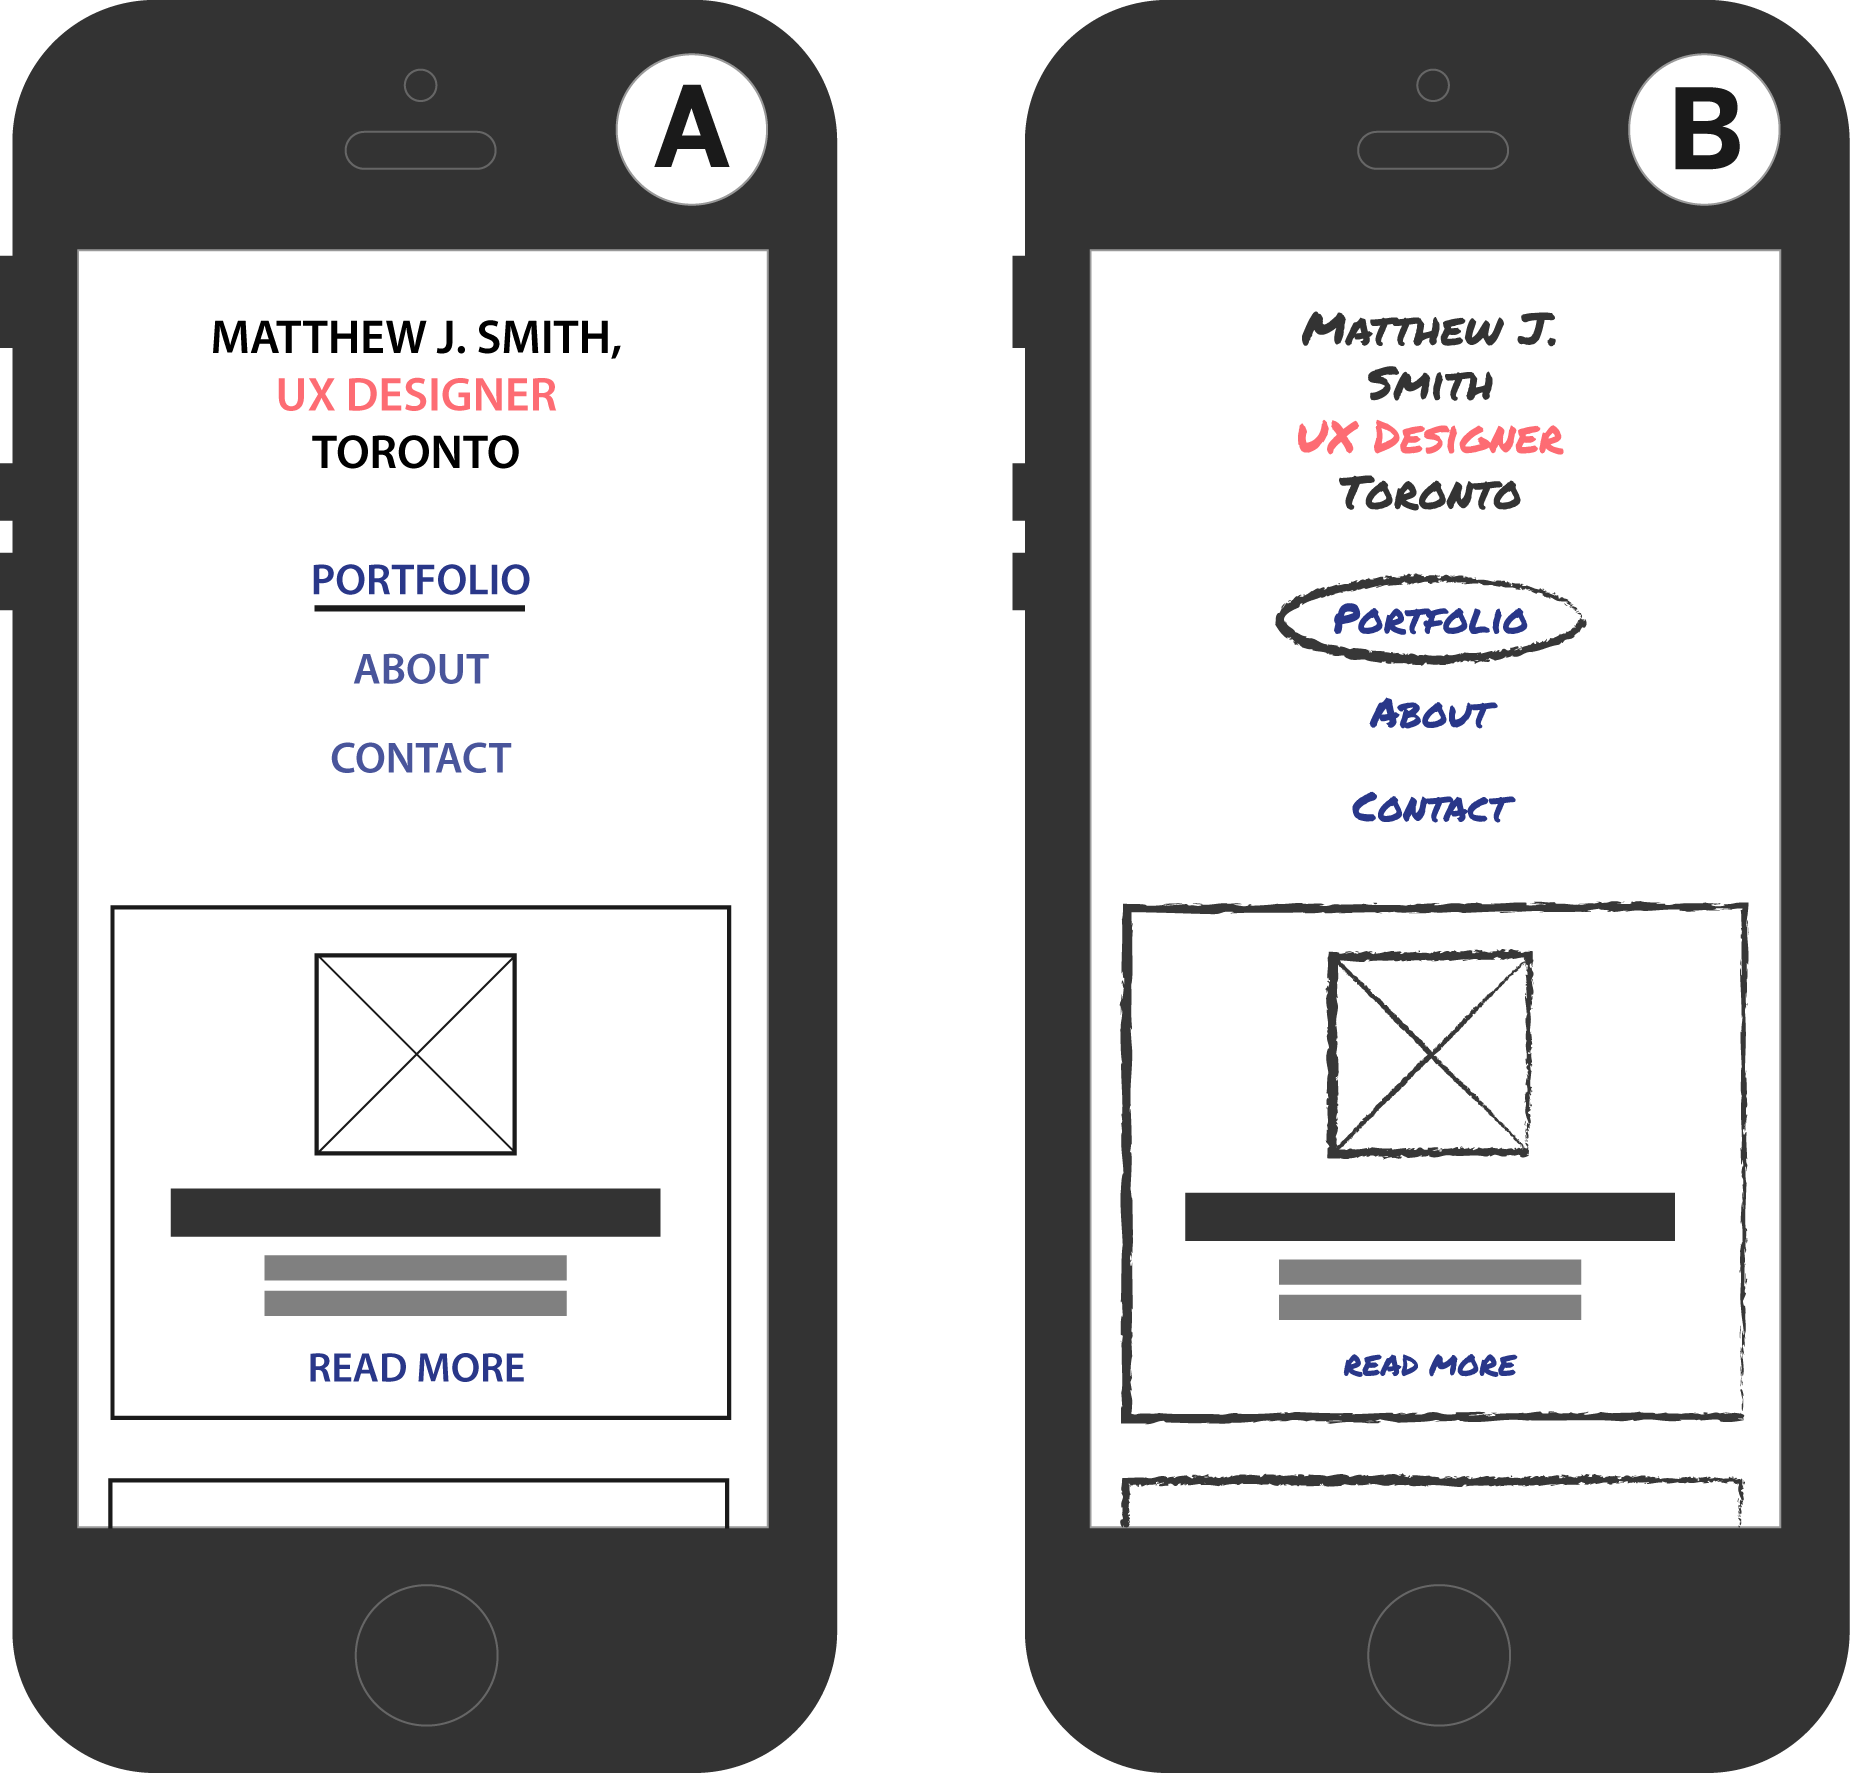 A
MATTHEW J. SMITH,
UX DESIGNER
TORONTO
PORTFOLIO
ABOUT
CONTACT
READ MORE
B
Matthew J.
Smith
UX Designer
Toronto
Portfolio
About
Contact
READ MORE